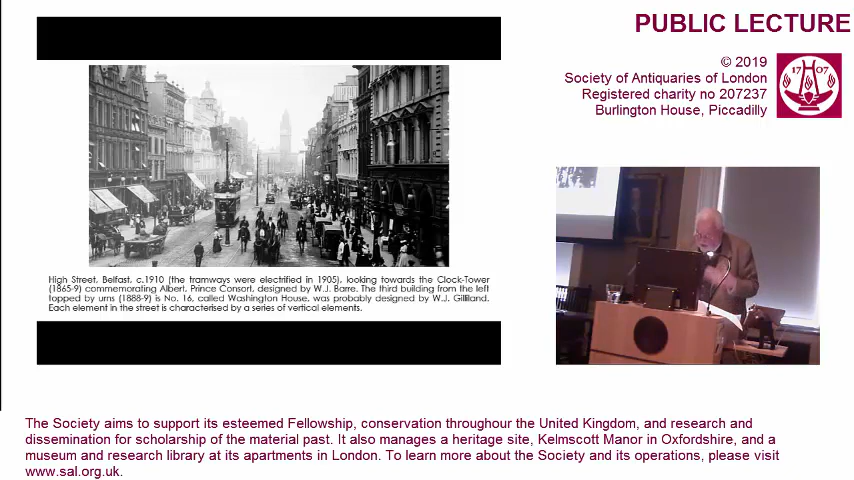 PUBLIC LECTURE
© 2019
Society of Antiquaries of London
Registered charity no 207237
Burlington House, Piccadilly
1707
High Street, Belfast, c.1910 (the tramways were electrified in 1905), looking towards the Clock-Tower
(1865-9) commemorating Albert, Prince Consort, designed by W.J. Barre. The third building from the left
topped by urns (1888-9) is No. 16, called Washington House, was probably designed by W.J. Gilliland.
Each element in the street is characterised by a series of vertical elements.
The Society aims to support its esteemed Fellowship, conservation throughour the United Kingdom, and research and
dissemination for scholarship of the material past. It also manages a heritage site, Kelmscott Manor in Oxfordshire, and a
museum and research library at its apartments in London. To learn more about the Society and its operations, please visit
www.sal.org.uk.